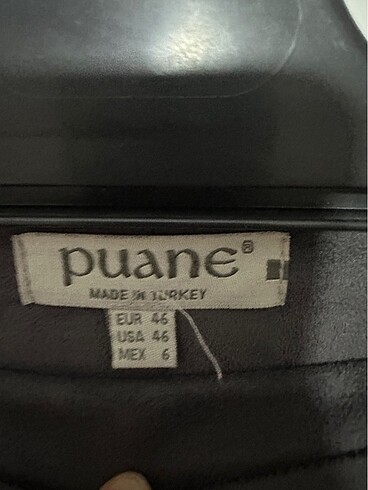 puane®
MADE IN TURKEY
EUR 46
USA 46
MEX 6